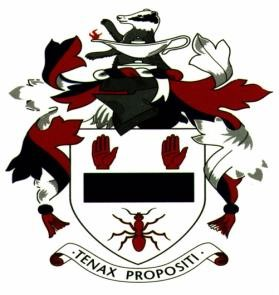 · TENAX PROPOSITI ·